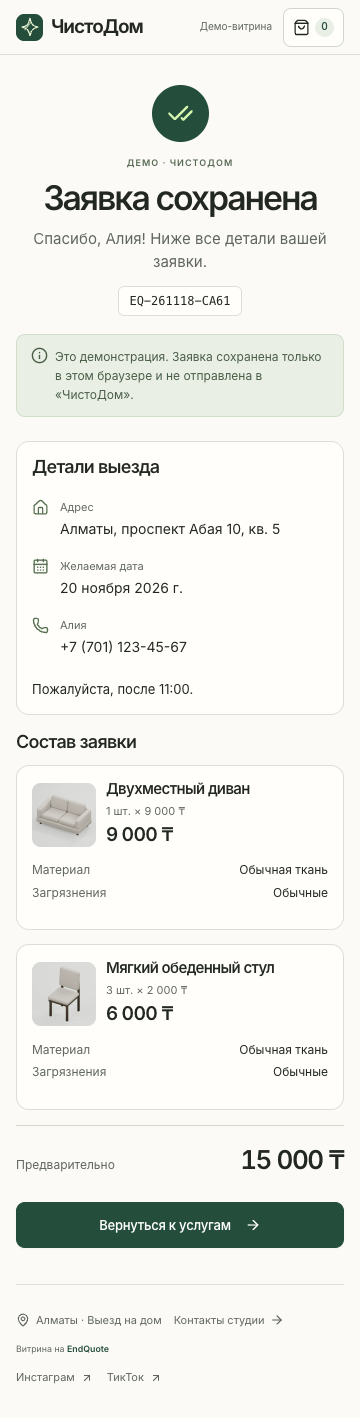 ЧистоДом
Демо-витрина
0
ДЕМО · ЧИСТОДОМ
Заявка сохранена
Спасибо, Алия! Ниже все детали вашей
заявки.
EQ-261118-CA61
Это демонстрация. Заявка сохранена только
в этом браузере и не отправлена в
«ЧистоДом».
Детали выезда
Адрес
Алматы, проспект Абая 10, кв. 5
Желаемая дата
20 ноября 2026 г.
Алия
+7 (701) 123-45-67
Пожалуйста, после 11:00.
Состав заявки
Двухместный диван
1 шт. × 9 000 ₸
9 000 ₸
Материал Обычная ткань
Загрязнения Обычные
Мягкий обеденный стул
3 шт. × 2 000 ₸
6 000 ₸
Материал Обычная ткань
Загрязнения Обычные
Предварительно 15 000 ₸
Вернуться к услугам →
Алматы · Выезд на дом Контакты студии →
Витрина на EndQuote
Инстаграм ↗ ТикТок ↗